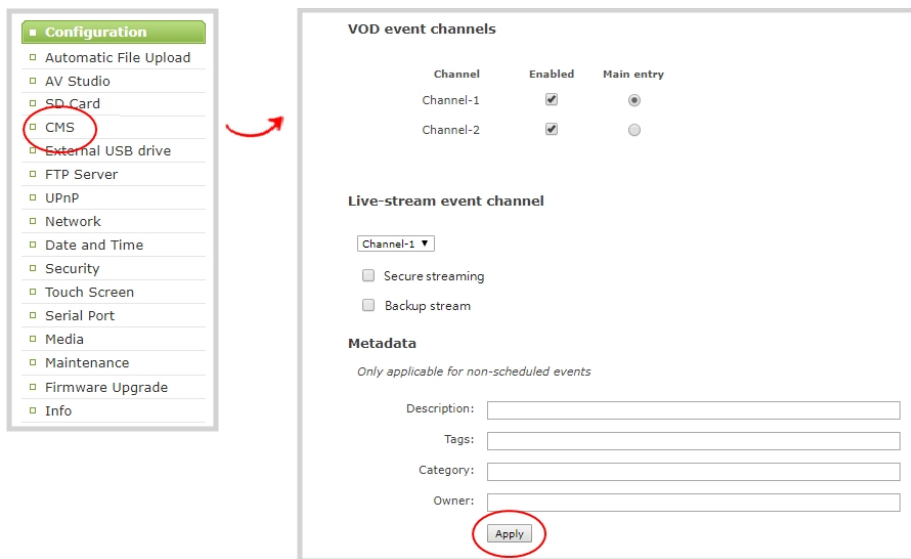 Configuration
Automatic File Upload
AV Studio
SD Card
CMS
External USB drive
FTP Server
UPnP
Network
Date and Time
Security
Touch Screen
Serial Port
Media
Maintenance
Firmware Upgrade
Info
VOD event channels
Channel Enabled Main entry
Channel-1
Channel-2
Live-stream event channel
Channel-1
Secure streaming
Backup stream
Metadata
Only applicable for non-scheduled events
Description:
Tags:
Category:
Owner:
Apply